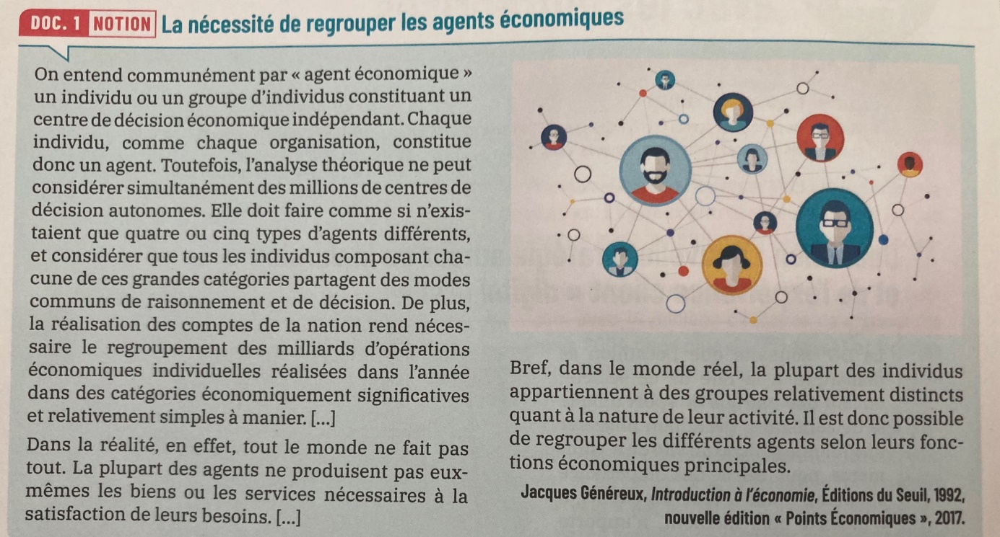 DOC. 1 NOTION La nécessité de regrouper les agents économiques
On entend communément par « agent économique »
un individu ou un groupe d'individus constituant un
centre de décision économique indépendant. Chaque
individu, comme chaque organisation, constitue
donc un agent. Toutefois, l'analyse théorique ne peut
considérer simultanément des millions de centres de
décision autonomes. Elle doit faire comme si n'exis-
taient que quatre ou cinq types d'agents différents,
et considérer que tous les individus composant cha-
cune de ces grandes catégories partagent des modes
communs de raisonnement et de décision. De plus,
la réalisation des comptes de la nation rend néces-
saire le regroupement des milliards d'opérations
économiques individuelles réalisées dans l'année
dans des catégories économiquement significatives
et relativement simples à manier. [...]
Dans la réalité, en effet, tout le monde ne fait pas
tout. La plupart des agents ne produisent pas eux-
mêmes les biens ou les services nécessaires à la
satisfaction de leurs besoins. [...]
Bref, dans le monde réel, la plupart des individus
appartiennent à des groupes relativement distincts
quant à la nature de leur activité. Il est donc possible
de regrouper les différents agents selon leurs fonc-
tions économiques principales.
Jacques Généreux, Introduction à l'économie, Éditions du Seuil, 1992,
nouvelle édition « Points Économiques », 2017.